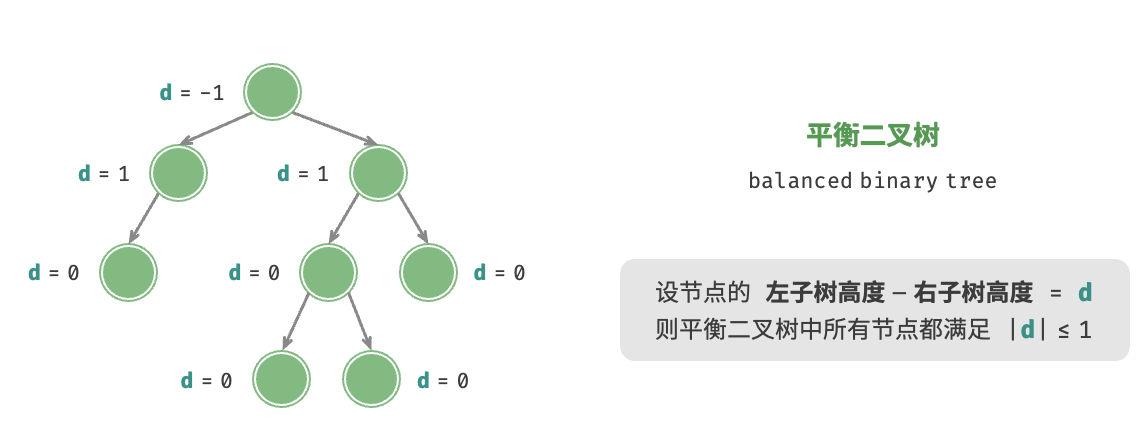 d = -1
d = 1
d = 1
d = 0
d = 0
d = 0
d = 0
d = 0
平衡二叉树
balanced binary tree
设节点的 左子树高度 – 右子树高度 = d
则平衡二叉树中所有节点都满足 |d| ≤ 1